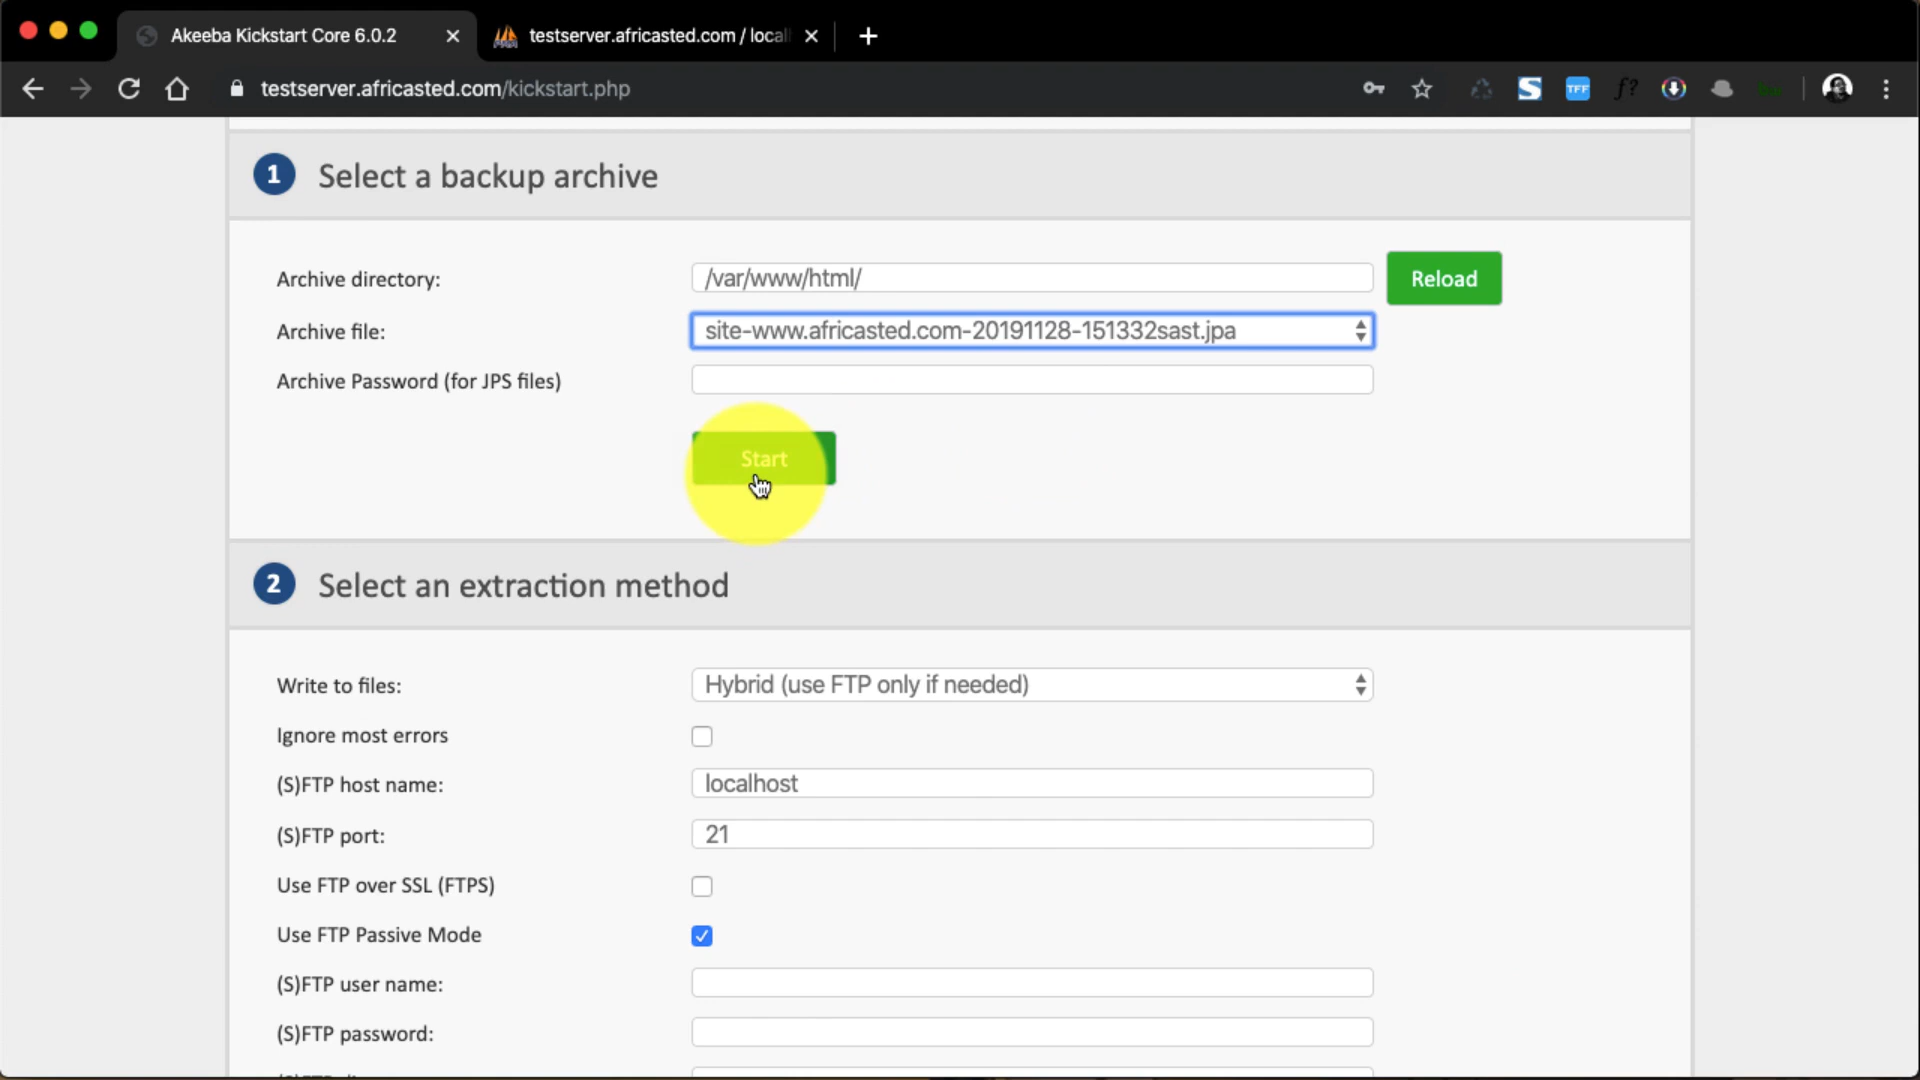 Akeeba Kickstart Core 6.0.2
testserver.africasted.com / local
testserver.africasted.com/kickstart.php
S
TFF
f?
1
Select a backup archive
Archive directory:
/var/www/html/
Reload
Archive file:
site-www.africasted.com-20191128-151332sast.jpa
Archive Password (for JPS files)
Start
2
Select an extraction method
Write to files:
Hybrid (use FTP only if needed)
Ignore most errors
(S)FTP host name:
localhost
(S)FTP port:
21
Use FTP over SSL (FTPS)
Use FTP Passive Mode
(S)FTP user name:
(S)FTP password: